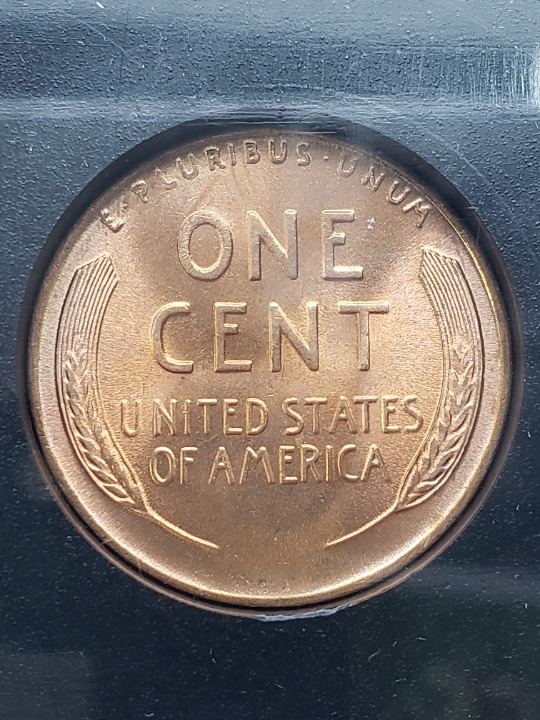 E·PLURIBUS·UNUM
ONE
CENT
UNITED STATES
OF AMERICA